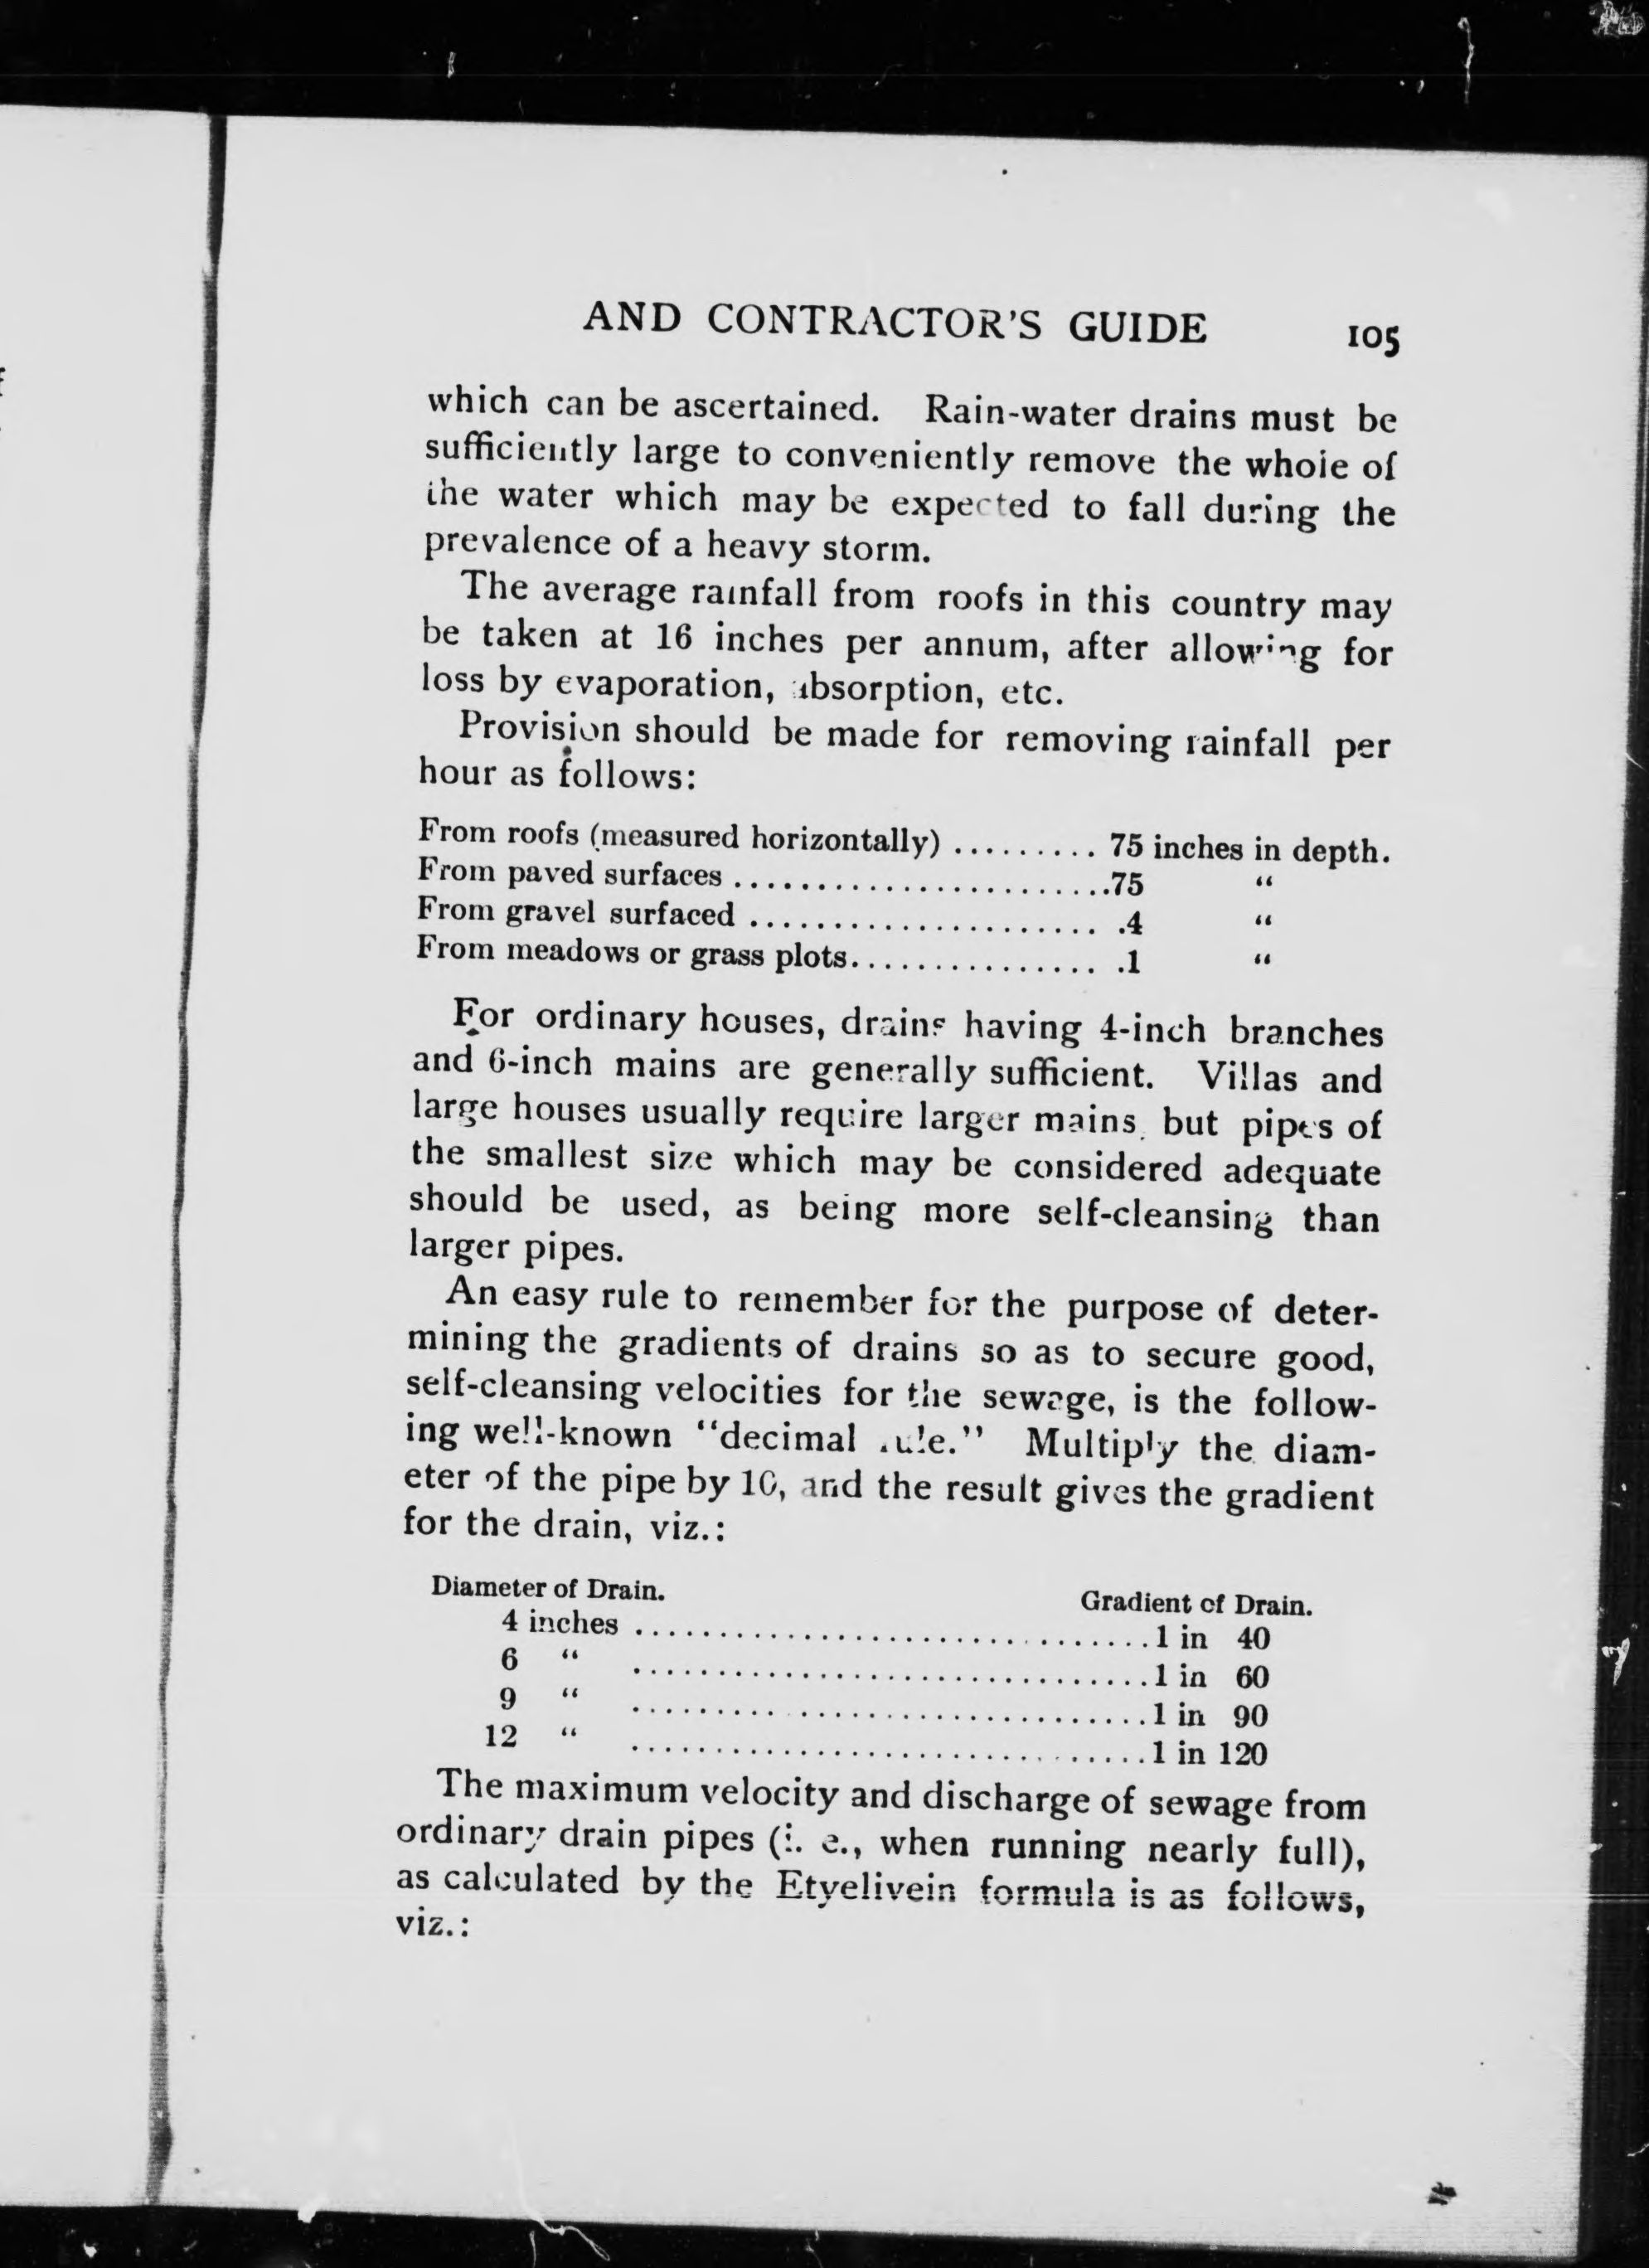 AND CONTRACTOR'S GUIDE 105
which can be ascertained. Rain-water drains must be
sufficiently large to conveniently remove the whole of
the water which may be expected to fall during the
prevalence of a heavy storm.
The average rainfall from roofs in this country may
be taken at 16 inches per annum, after allowing for
loss by evaporation, absorption, etc.
Provision should be made for removing rainfall per
hour as follows:
From roofs (measured horizontally) ......... 75 inches in depth.
From paved surfaces ........................75 “
From gravel surfaced ...................... .4 “
From meadows or grass plots................ .1 “
For ordinary houses, drains having 4-inch branches
and 6-inch mains are generally sufficient. Villas and
large houses usually require larger mains, but pipes of
the smallest size which may be considered adequate
should be used, as being more self-cleansing than
larger pipes.
An easy rule to remember for the purpose of deter-
mining the gradients of drains so as to secure good,
self-cleansing velocities for the sewage, is the follow-
ing well-known “decimal rule.” Multiply the diam-
eter of the pipe by 10, and the result gives the gradient
for the drain, viz.:
Diameter of Drain. Gradient of Drain.
4 inches ................................1 in 40
6 “ ................................1 in 60
9 “ ................................1 in 90
12 “ ................................1 in 120
The maximum velocity and discharge of sewage from
ordinary drain pipes (i. e., when running nearly full),
as calculated by the Etyelivein formula is as follows,
viz.: